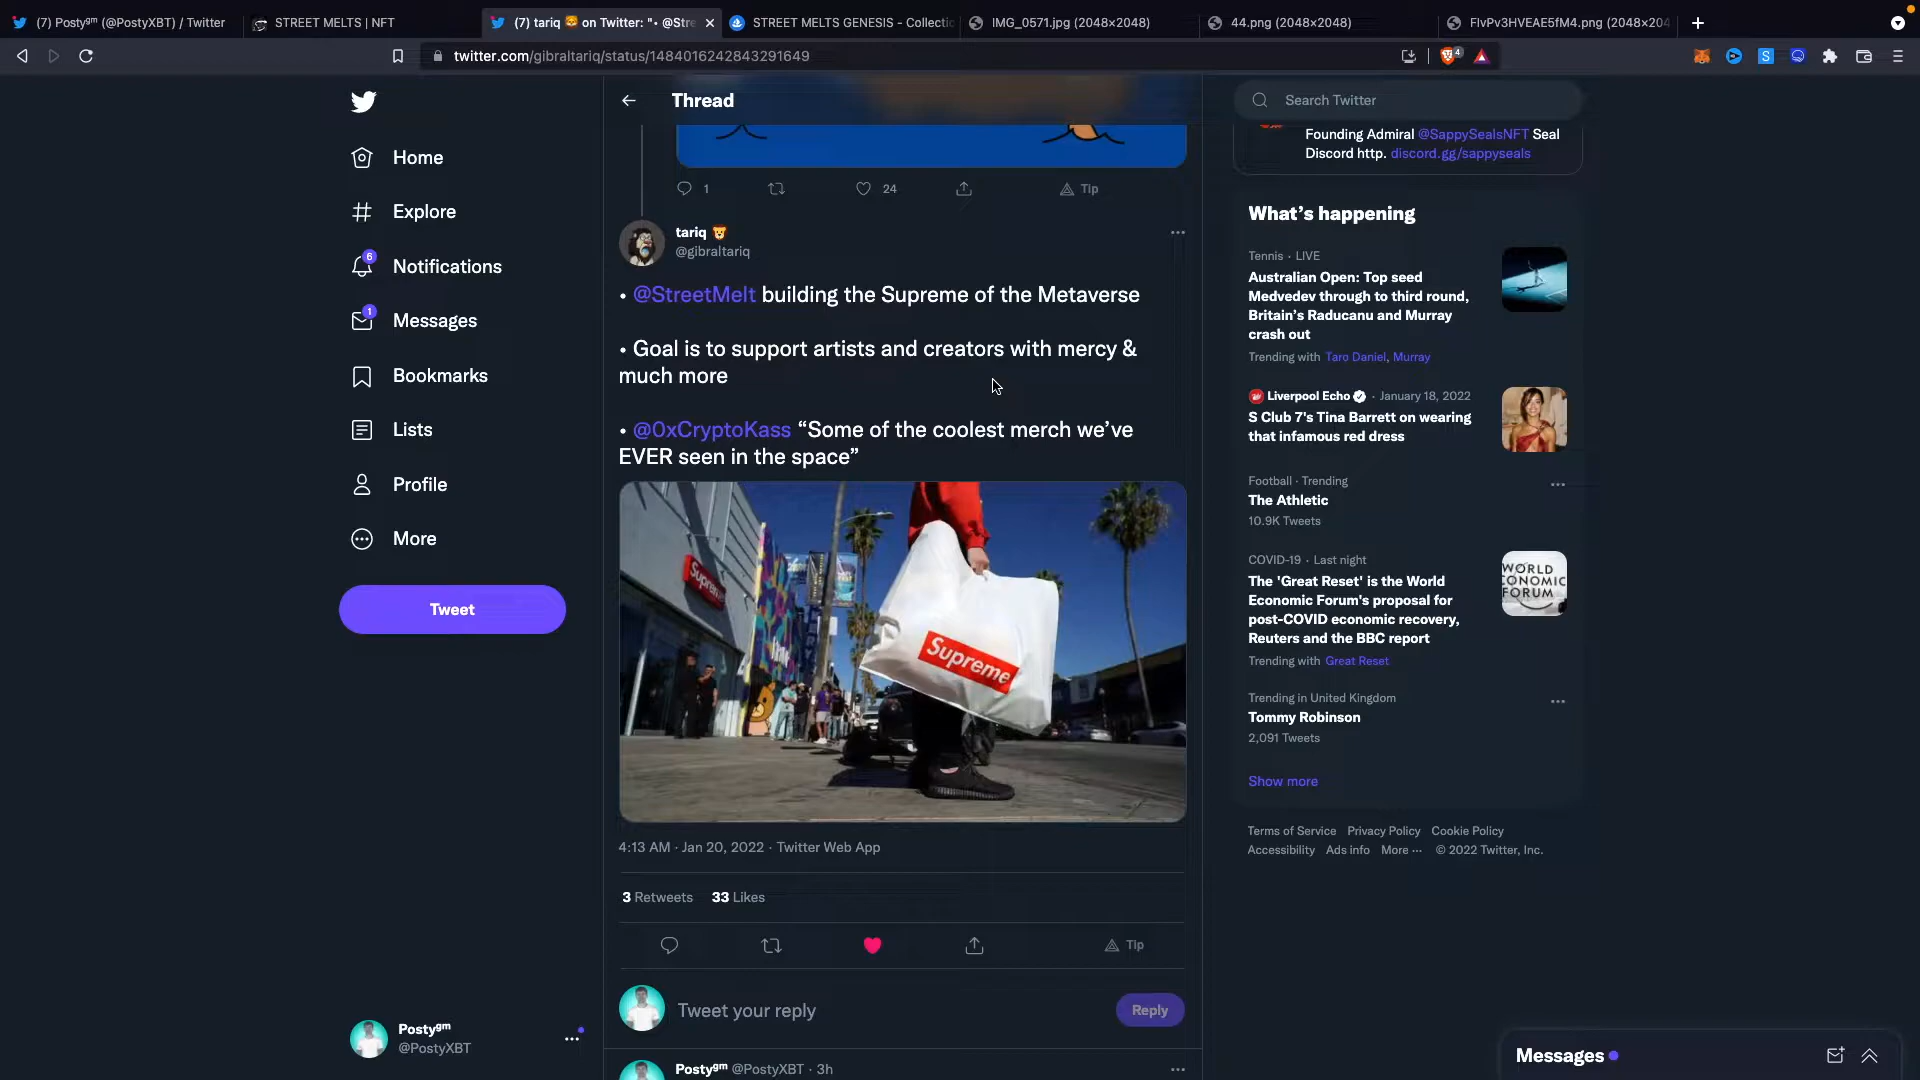 (7) Postyᵍᵐ (@PostyXBT) / Twitter
STREET MELTS | NFT
(7) tariq 🦁 on Twitter: "• @Stre
STREET MELTS GENESIS - Collectic
IMG_0571.jpg (2048×2048)
44.png (2048×2048)
FlvPv3HVEAE5fM4.png (2048×204
twitter.com/gibraltariq/status/1484016242843291649
4
Home
Explore
6
Notifications
1
Messages
Bookmarks
Lists
Profile
More
Tweet
Postyᵍᵐ
@PostyXBT
Thread
1
24
Tip
tariq 🦁
@gibraltariq
• @StreetMelt building the Supreme of the Metaverse
• Goal is to support artists and creators with mercy &
much more
• @0xCryptoKass “Some of the coolest merch we’ve
EVER seen in the space”
Supreme
Supreme
4:13 AM · Jan 20, 2022 · Twitter Web App
3 Retweets 33 Likes
Tip
Tweet your reply
Reply
Postyᵍᵐ @PostyXBT · 3h
Search Twitter
Founding Admiral @SappySealsNFT Seal
Discord http. discord.gg/sappyseals
What’s happening
Tennis · LIVE
Australian Open: Top seed
Medvedev through to third round,
Britain’s Raducanu and Murray
crash out
Trending with Taro Daniel, Murray
Liverpool Echo · January 18, 2022
S Club 7's Tina Barrett on wearing
that infamous red dress
Football · Trending
The Athletic
10.9K Tweets
COVID-19 · Last night
The 'Great Reset' is the World
Economic Forum's proposal for
post-COVID economic recovery,
Reuters and the BBC report
WORLD
ECONOMIC
FORUM
Trending with Great Reset
Trending in United Kingdom
Tommy Robinson
2,091 Tweets
Show more
Terms of Service Privacy Policy Cookie Policy
Accessibility Ads info More ··· © 2022 Twitter, Inc.
Messages